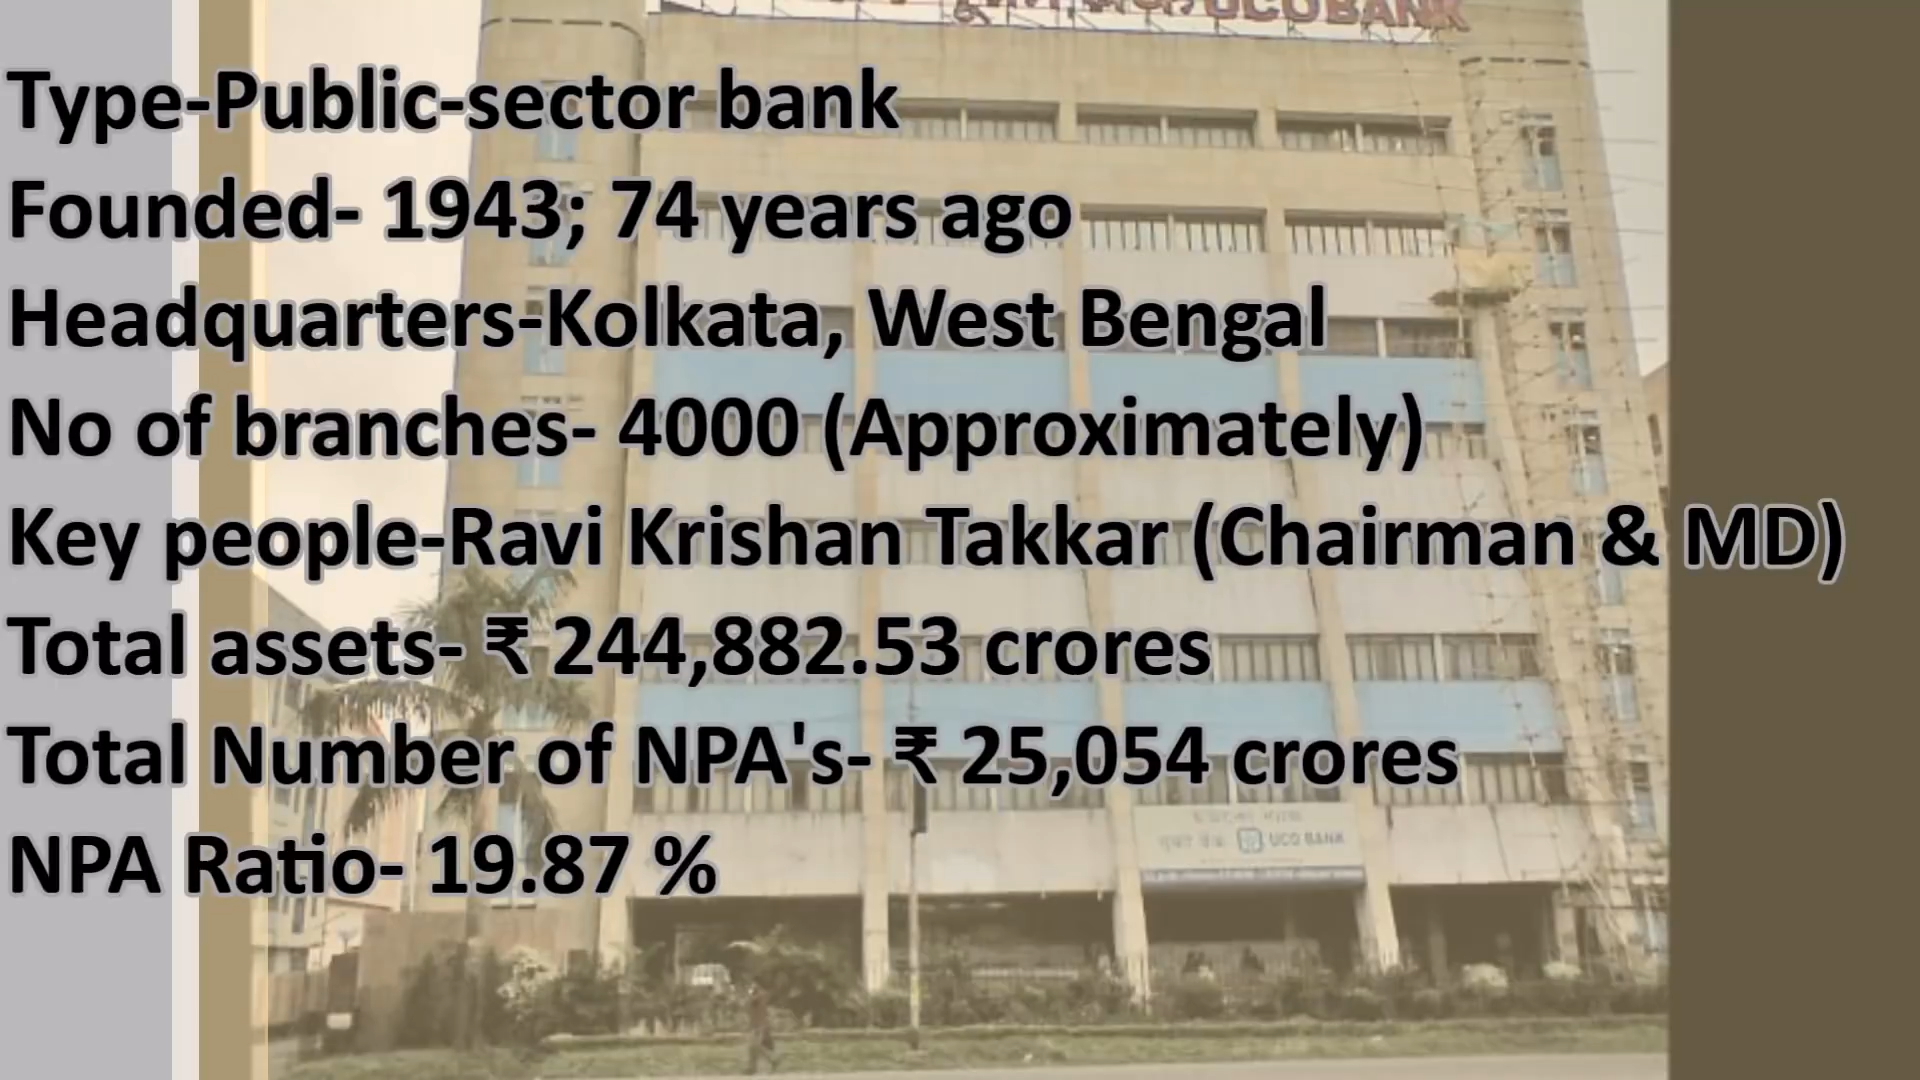 UCO BANK
Type-Public-sector bank
Founded- 1943; 74 years ago
Headquarters-Kolkata, West Bengal
No of branches- 4000 (Approximately)
Key people-Ravi Krishan Takkar (Chairman & MD)
Total assets- ₹ 244,882.53 crores
Total Number of NPA's- ₹ 25,054 crores
UCO BANK
NPA Ratio- 19.87 %